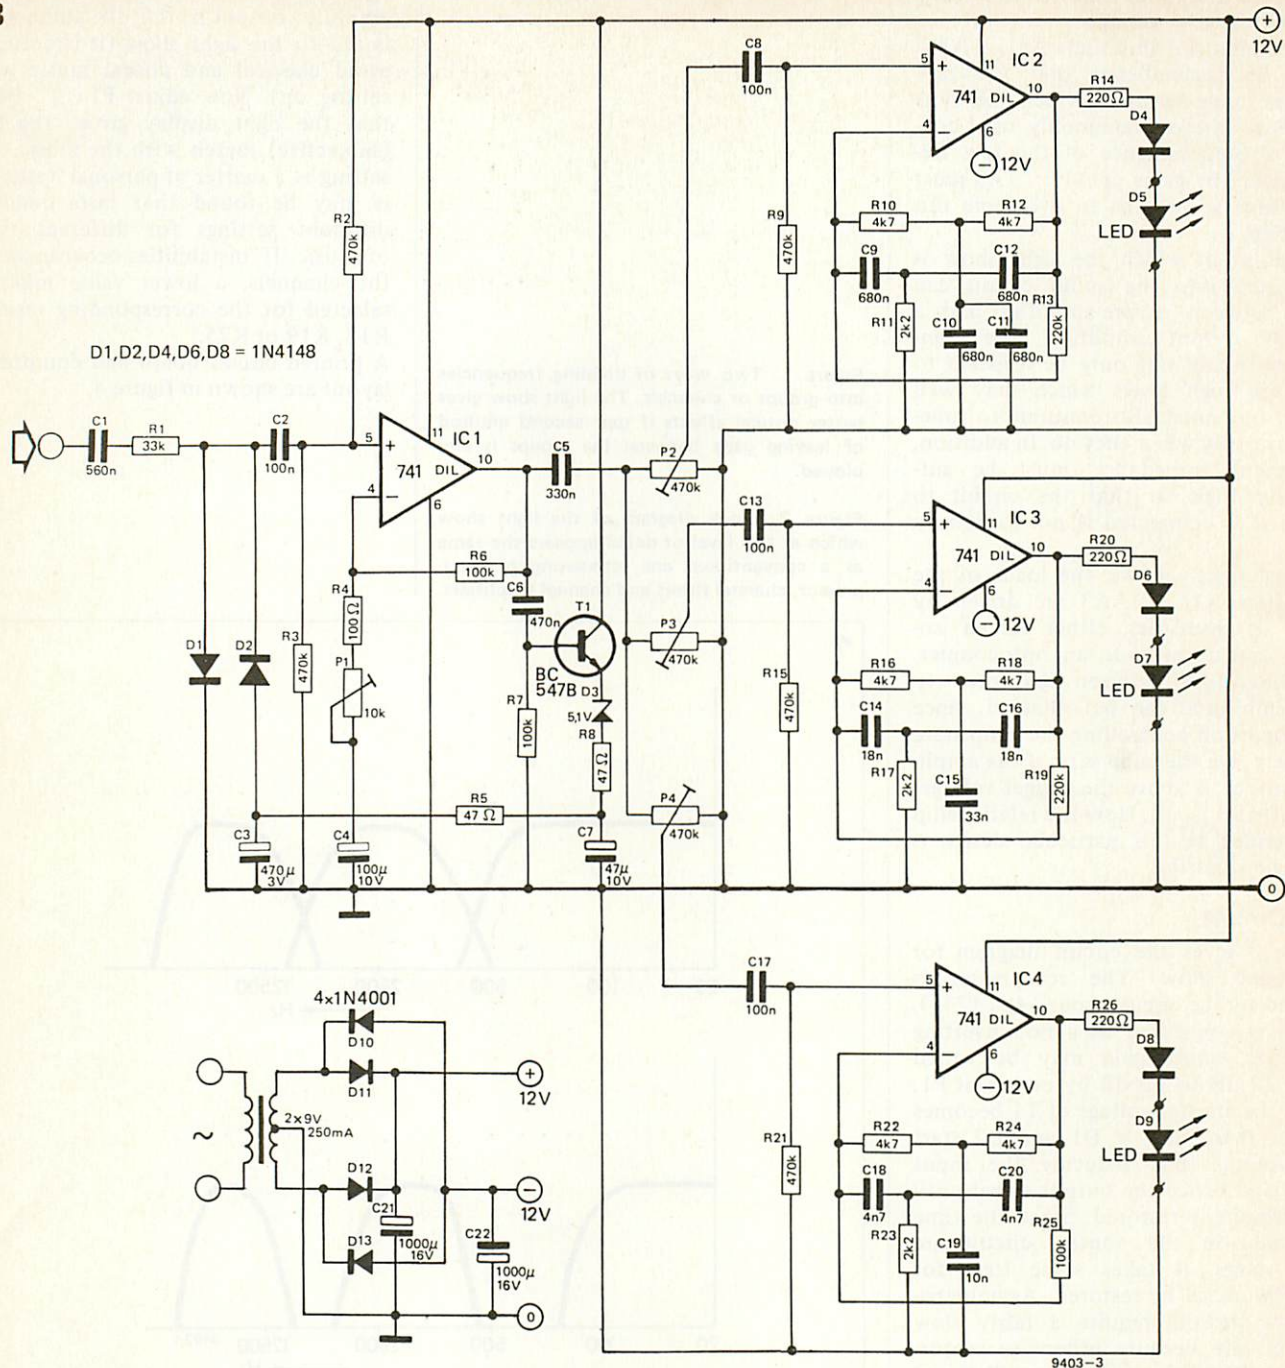 +
12V
C8
100n
5
+
11
IC2
741
DIL
10
R14
220Ω
D4
4
−
6
−
12V
R2
470k
R9
470k
R10
4k7
R12
4k7
D5
LED
C9
680n
C12
680n
R11
2k2
C10
680n
C11
680n
R13
220k
D1,D2,D4,D6,D8 = 1N4148
C1
560n
R1
33k
C2
100n
5
+
11
IC1
741
DIL
10
4
−
6
C5
330n
P2
470k
C13
100n
5
+
11
IC3
741
DIL
10
R20
220Ω
D6
4
−
6
−
12V
R6
100k
C6
470n
T1
BC
547B
R4
100Ω
D1
D2
R3
470k
P1
10k
P3
470k
R15
470k
R16
4k7
R18
4k7
D7
LED
D3
5,1V
R7
100k
R8
47Ω
C14
18n
C16
18n
R17
2k2
C15
33n
R19
220k
R5
47Ω
P4
470k
C3
470µ
3V
C4
100µ
10V
C7
47µ
10V
0
4x1N4001
D10
D11
C17
100n
5
+
11
IC4
741
DIL
10
R26
220Ω
D8
4
−
6
−
12V
+
12V
~
2x9V
250mA
D12
−
12V
D13
C21
1000µ
16V
C22
1000µ
16V
0
R21
470k
R22
4k7
R24
4k7
D9
LED
C18
4n7
C20
4n7
R23
2k2
C19
10n
R25
100k
9403-3